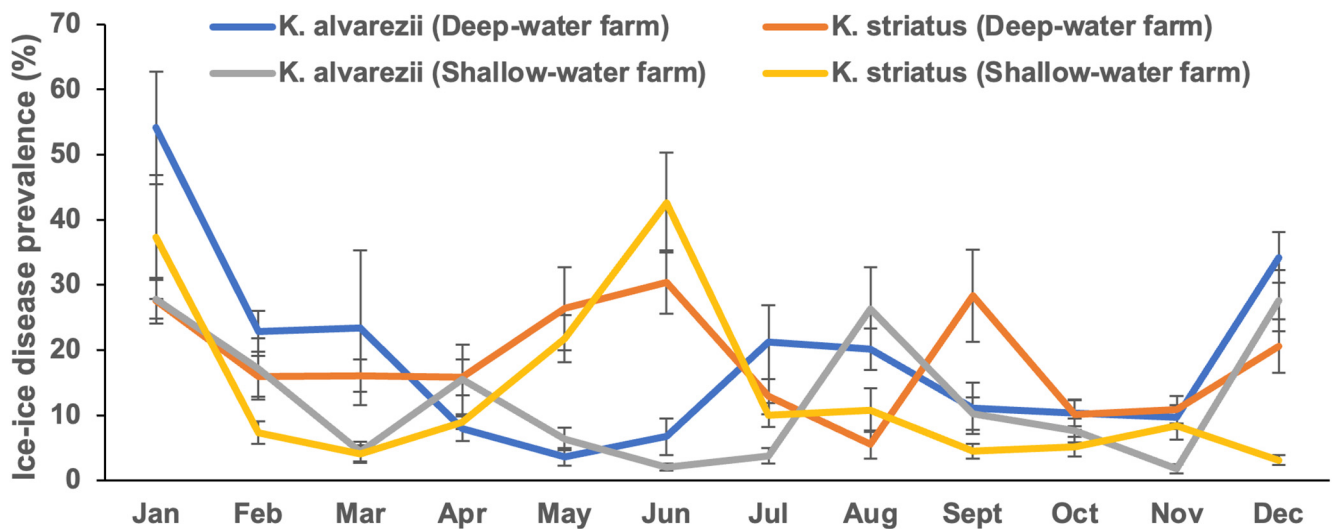 Ice-ice disease prevalence (%)
70
60
50
40
30
20
10
0
K. alvarezii (Deep-water farm)
K. striatus (Deep-water farm)
K. alvarezii (Shallow-water farm)
K. striatus (Shallow-water farm)
Jan Feb Mar Apr May Jun Jul Aug Sept Oct Nov Dec